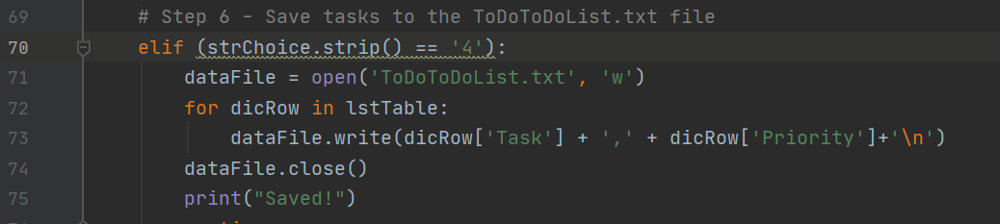 69 # Step 6 - Save tasks to the ToDoToDoList.txt file
70 elif (strChoice.strip() == '4'):
71 dataFile = open('ToDoToDoList.txt', 'w')
72 for dicRow in lstTable:
73 dataFile.write(dicRow['Task'] + ',' + dicRow['Priority']+'\n')
74 dataFile.close()
75 print("Saved!")